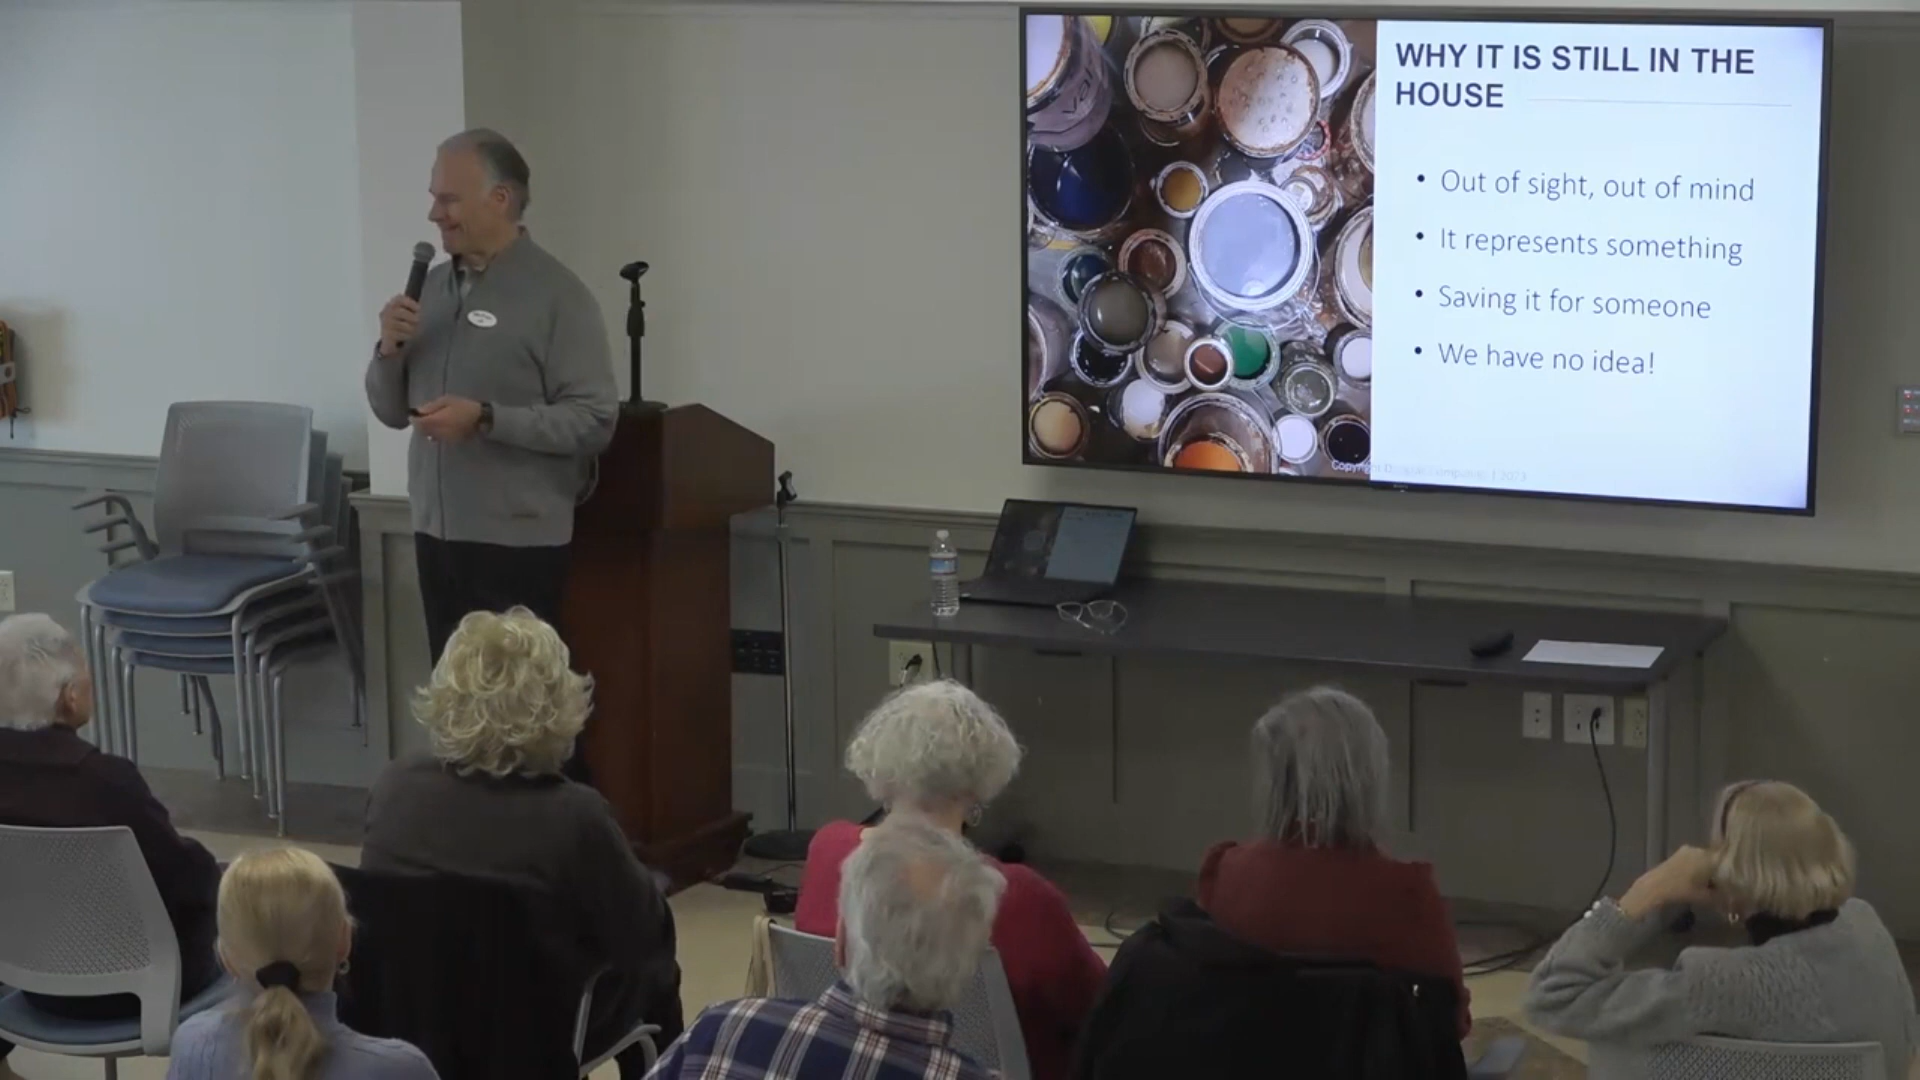 WHY IT IS STILL IN THE
HOUSE
• Out of sight, out of mind
• It represents something
• Saving it for someone
• We have no idea!